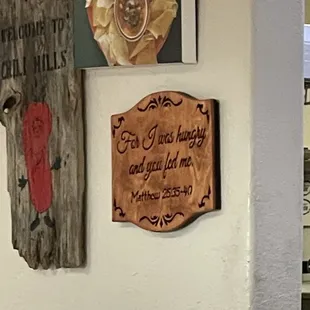 WELCOME TO
CHILI HILLS
For I was hungry
and you fed me.
Matthew 25:35-40